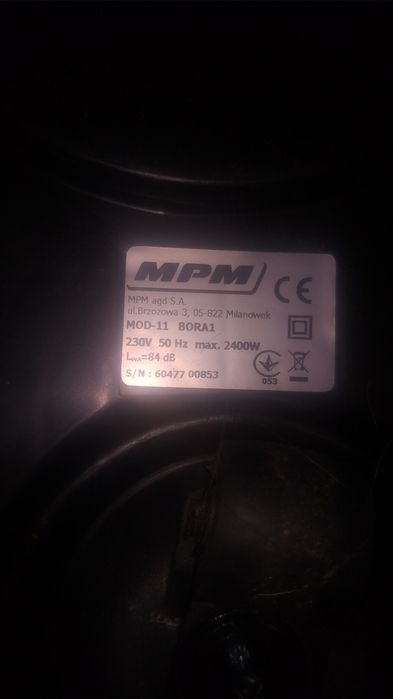 MPM CE
MPM agd S.A.
ul.Brzozowa 3, 05-822 Milanowek
MOD-11 BORA1
230V 50 Hz max. 2400W
LWA=84 dB
053
S/N : 60477 00853